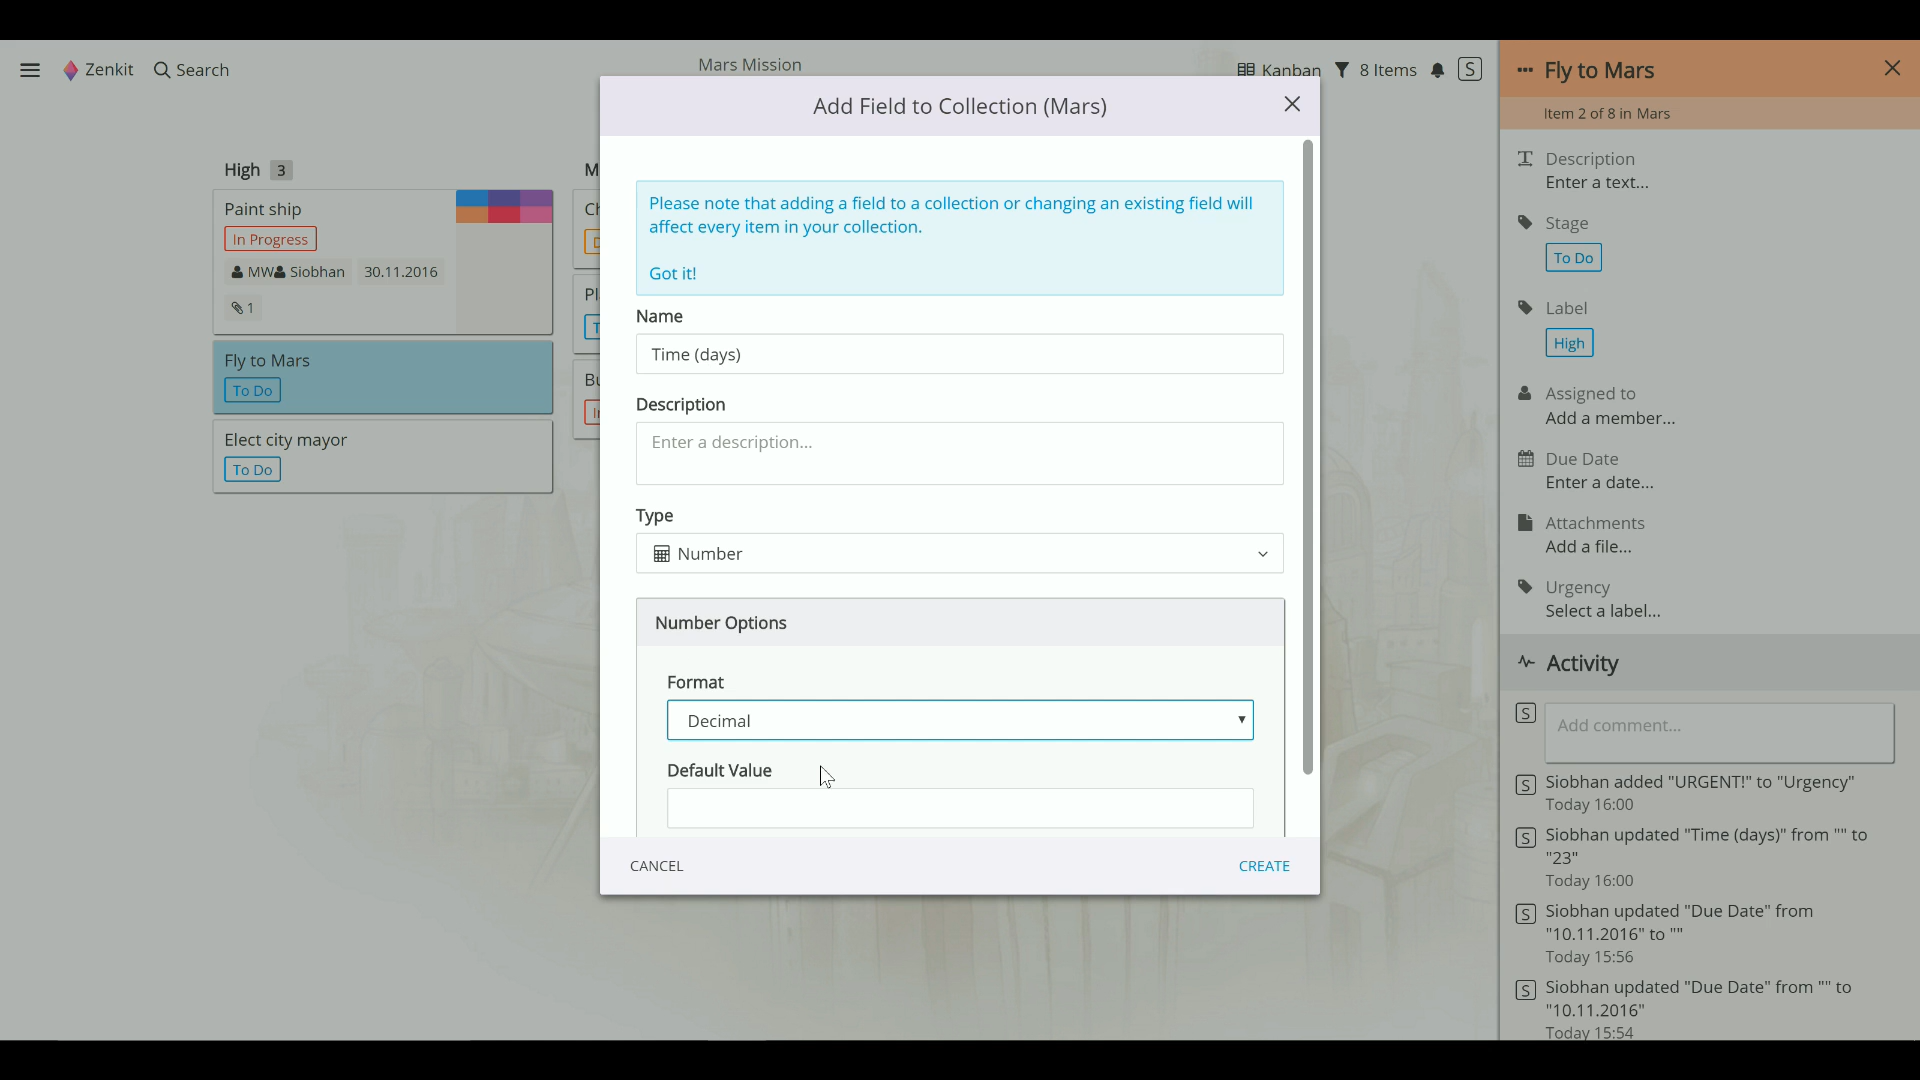 Zenkit
Search
Mars Mission
Kanban
8 Items
S
High 3
Paint ship
In Progress
MW Siobhan 30.11.2016
1
Fly to Mars
To Do
Elect city mayor
To Do
Add Field to Collection (Mars)
Please note that adding a field to a collection or changing an existing field will
affect every item in your collection.
Got it!
Name
Time (days)
Description
Enter a description...
Type
Number
Number Options
Format
Decimal
Default Value
CANCEL
CREATE
Fly to Mars
Item 2 of 8 in Mars
Description
Enter a text...
Stage
To Do
Label
High
Assigned to
Add a member...
Due Date
Enter a date...
Attachments
Add a file...
Urgency
Select a label...
Activity
S
Add comment...
S
Siobhan added "URGENT!" to "Urgency"
Today 16:00
S
Siobhan updated "Time (days)" from "" to
"23"
Today 16:00
S
Siobhan updated "Due Date" from
"10.11.2016" to ""
Today 15:56
S
Siobhan updated "Due Date" from "" to
"10.11.2016"
Today 15:54